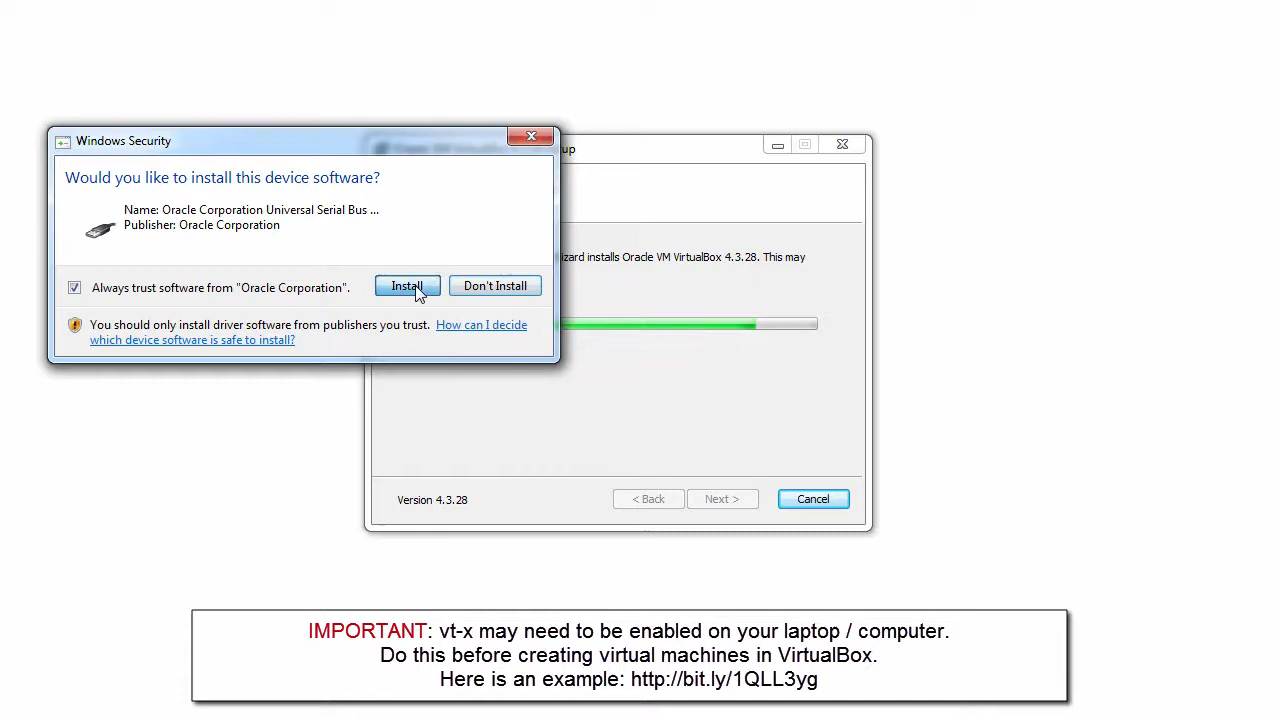 Windows Security
up
Would you like to install this device software?
Name: Oracle Corporation Universal Serial Bus ...
Publisher: Oracle Corporation
izard installs Oracle VM VirtualBox 4.3.28. This may
Always trust software from "Oracle Corporation".
Install
Don't Install
You should only install driver software from publishers you trust. How can I decide
which device software is safe to install?
Version 4.3.28
< Back
Next >
Cancel
IMPORTANT: vt-x may need to be enabled on your laptop / computer.
Do this before creating virtual machines in VirtualBox.
Here is an example: http://bit.ly/1QLL3yg